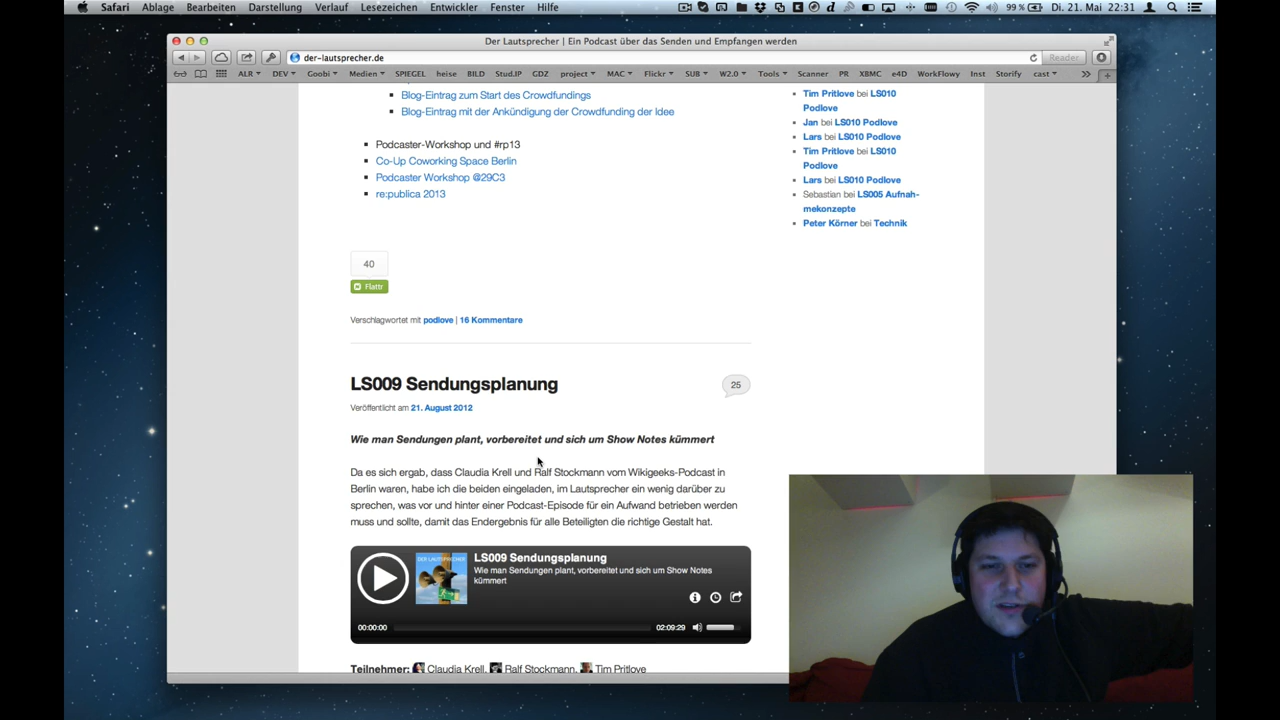 Safari Ablage Bearbeiten Darstellung Verlauf Lesezeichen Entwickler Fenster Hilfe 99 % Di. 21. Mai 22:31
Der Lautsprecher | Ein Podcast über das Senden und Empfangen werden
der-lautsprecher.de Reader
ALR DEV Goobi Medien SPIEGEL heise BILD Stud.IP GDZ project MAC Flickr SUB W2.0 Tools Scanner PR XBMC e4D WorkFlowy Inst Storify cast
Blog-Eintrag zum Start des Crowdfundings
Blog-Eintrag mit der Ankündigung der Crowdfunding der Idee
Podcaster-Workshop und #rp13
Co-Up Coworking Space Berlin
Podcaster Workshop @29C3
re:publica 2013
40
Flattr
Verschlagwortet mit podlove | 16 Kommentare
LS009 Sendungsplanung
25
Veröffentlicht am 21. August 2012
Wie man Sendungen plant, vorbereitet und sich um Show Notes kümmert
Da es sich ergab, dass Claudia Krell und Ralf Stockmann vom Wikigeeks-Podcast in
Berlin waren, habe ich die beiden eingeladen, im Lautsprecher ein wenig darüber zu
sprechen, was vor und hinter einer Podcast-Episode für ein Aufwand betrieben werden
muss und sollte, damit das Endergebnis für alle Beteiligten die richtige Gestalt hat.
DER LAUTSPRECHER
LS009 Sendungsplanung
Wie man Sendungen plant, vorbereitet und sich um Show Notes
kümmert
00:00:00 02:09:29
Teilnehmer: Claudia Krell, Ralf Stockmann, Tim Pritlove
Tim Pritlove bei LS010
Podlove
Jan bei LS010 Podlove
Lars bei LS010 Podlove
Tim Pritlove bei LS010
Podlove
Lars bei LS010 Podlove
Sebastian bei LS005 Aufnah-
mekonzepte
Peter Körner bei Technik